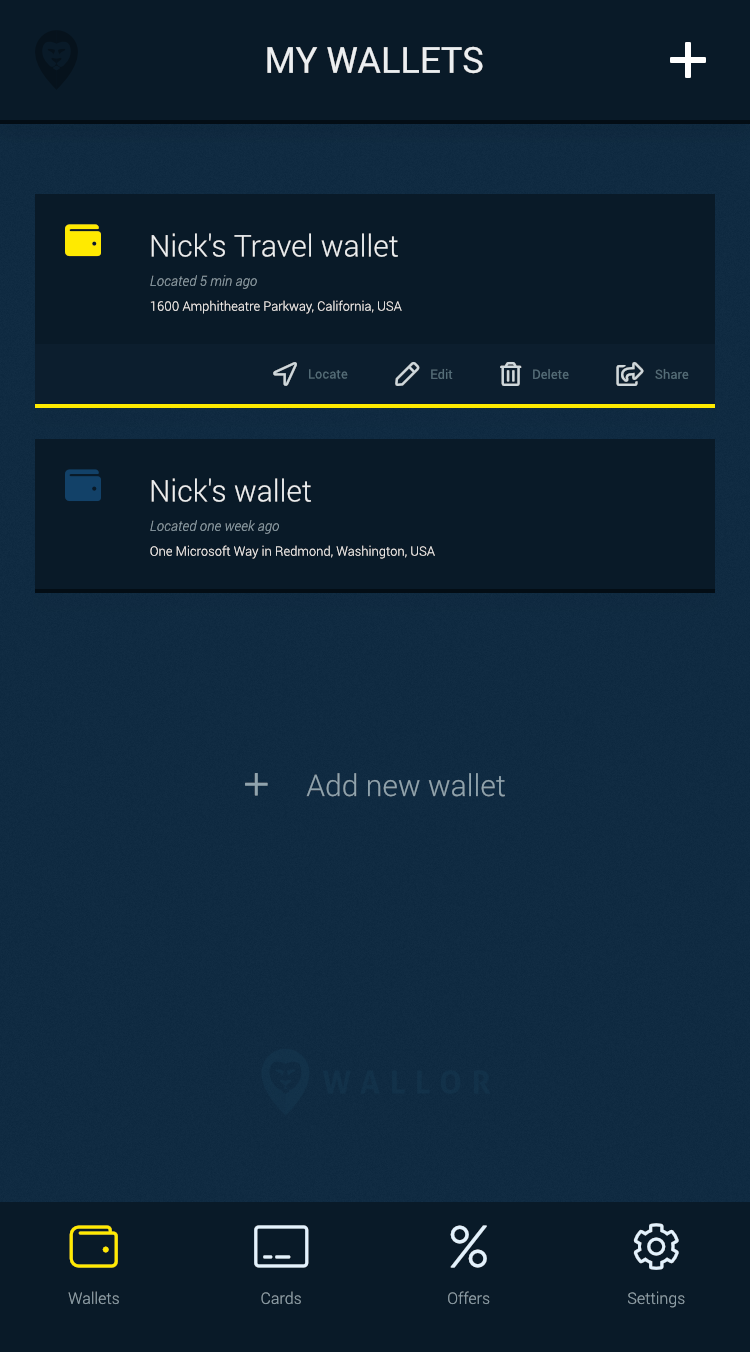 MY WALLETS
Nick's Travel wallet
Located 5 min ago
1600 Amphitheatre Parkway, California, USA
Locate Edit Delete Share
Nick's wallet
Located one week ago
One Microsoft Way in Redmond, Washington, USA
Add new wallet
WALLOR
Wallets Cards Offers Settings